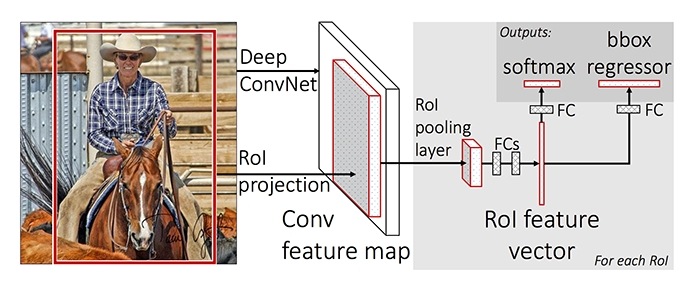 Deep
ConvNet
RoI
projection
Conv
feature map
RoI
pooling
layer
FCs
RoI feature
vector
For each RoI
Outputs:
softmax
FC
bbox
regressor
FC